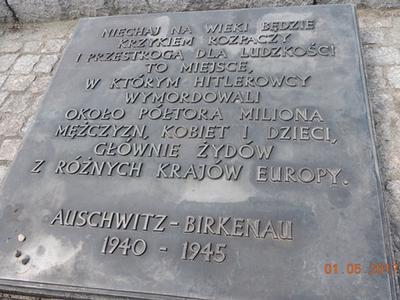 NIECHAJ NA WIEKI BĘDZIE
KRZYKIEM ROZPACZY
I PRZESTROGĄ DLA LUDZKOŚCI
TO MIEJSCE,
W KTÓRYM HITLEROWCY
WYMORDOWALI
OKOŁO PÓŁTORA MILIONA
MĘŻCZYZN, KOBIET I DZIECI,
GŁÓWNIE ŻYDÓW
Z RÓŻNYCH KRAJÓW EUROPY.
AUSCHWITZ-BIRKENAU
1940 - 1945